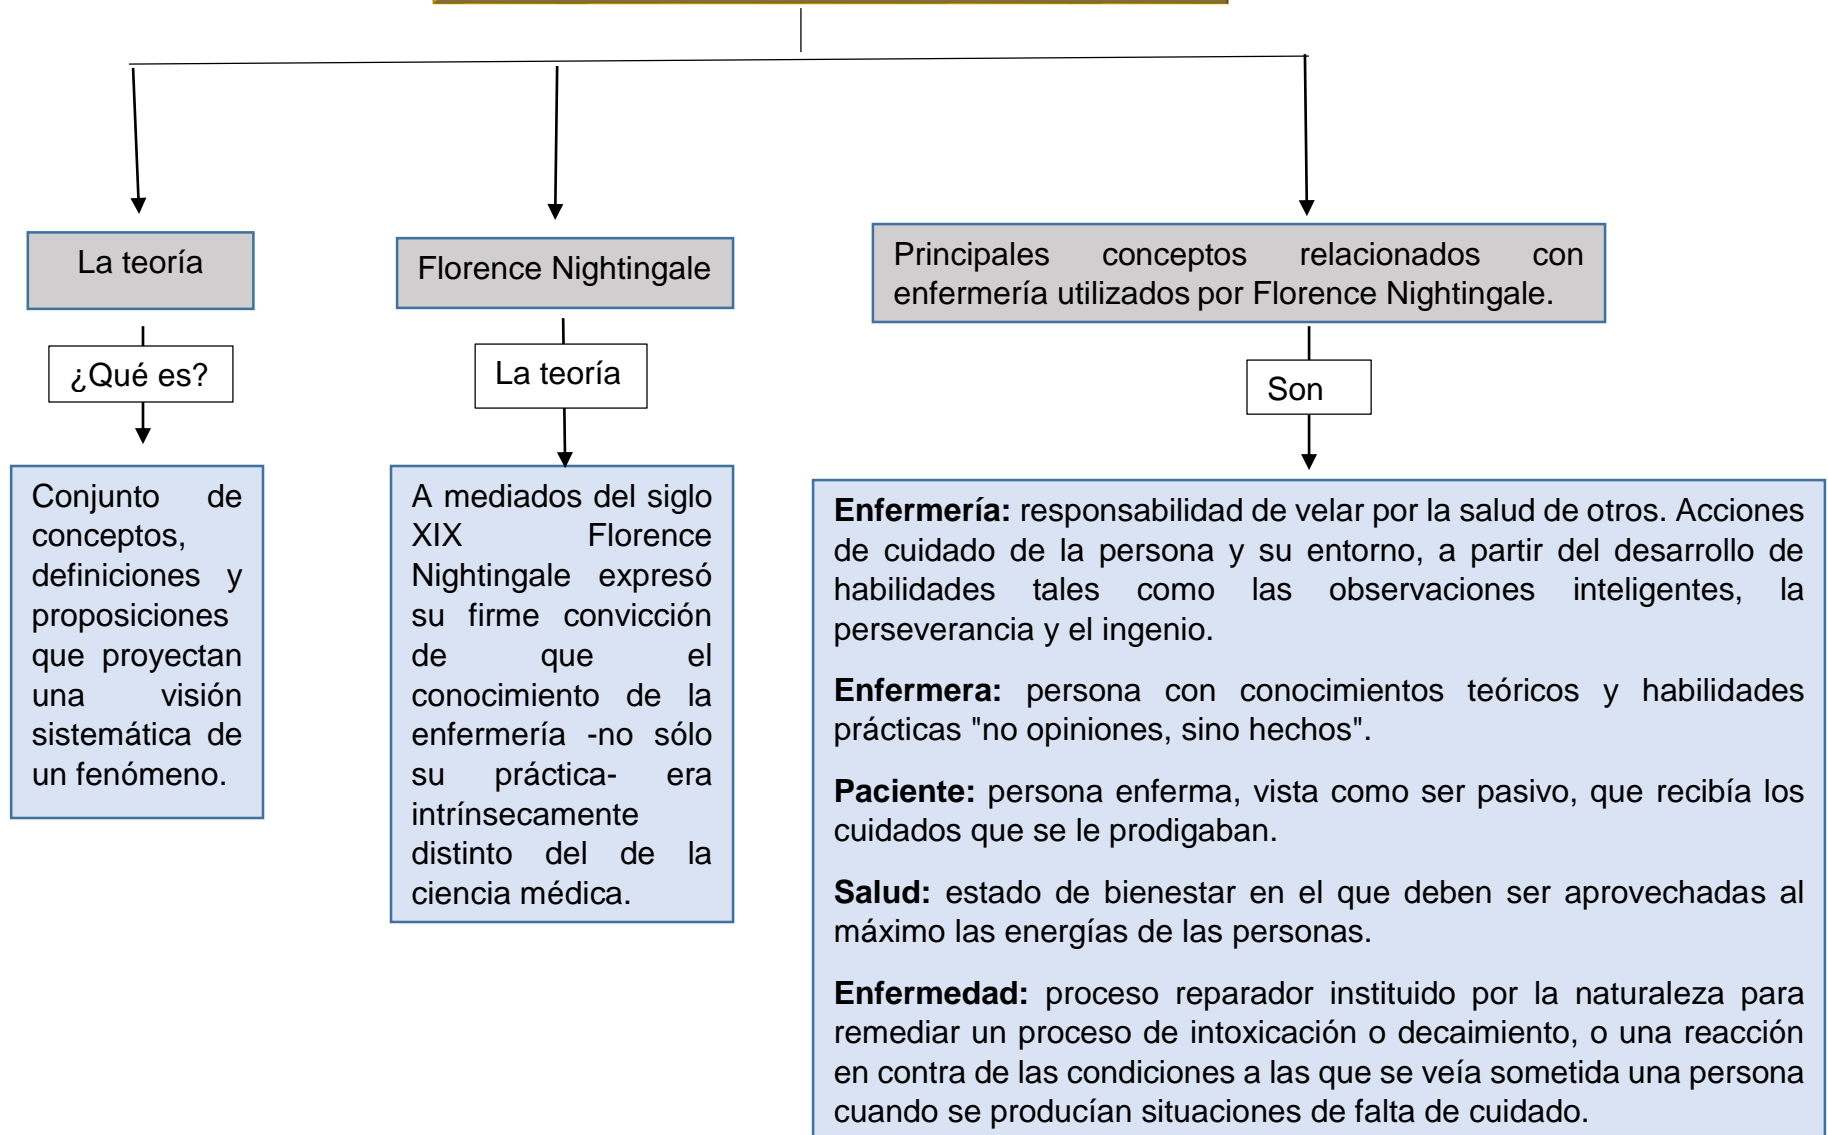 La teoría
¿Qué es?
Conjunto de
conceptos,
definiciones y
proposiciones
que proyectan
una visión
sistemática de
un fenómeno.
Florence Nightingale
La teoría
A mediados del siglo
XIX Florence
Nightingale expresó
su firme convicción
de que el
conocimiento de la
enfermería -no sólo
su práctica- era
intrínsecamente
distinto del de la
ciencia médica.
Principales conceptos relacionados con
enfermería utilizados por Florence Nightingale.
Son
Enfermería: responsabilidad de velar por la salud de otros. Acciones
de cuidado de la persona y su entorno, a partir del desarrollo de
habilidades tales como las observaciones inteligentes, la
perseverancia y el ingenio.
Enfermera: persona con conocimientos teóricos y habilidades
prácticas "no opiniones, sino hechos".
Paciente: persona enferma, vista como ser pasivo, que recibía los
cuidados que se le prodigaban.
Salud: estado de bienestar en el que deben ser aprovechadas al
máximo las energías de las personas.
Enfermedad: proceso reparador instituido por la naturaleza para
remediar un proceso de intoxicación o decaimiento, o una reacción
en contra de las condiciones a las que se veía sometida una persona
cuando se producían situaciones de falta de cuidado.